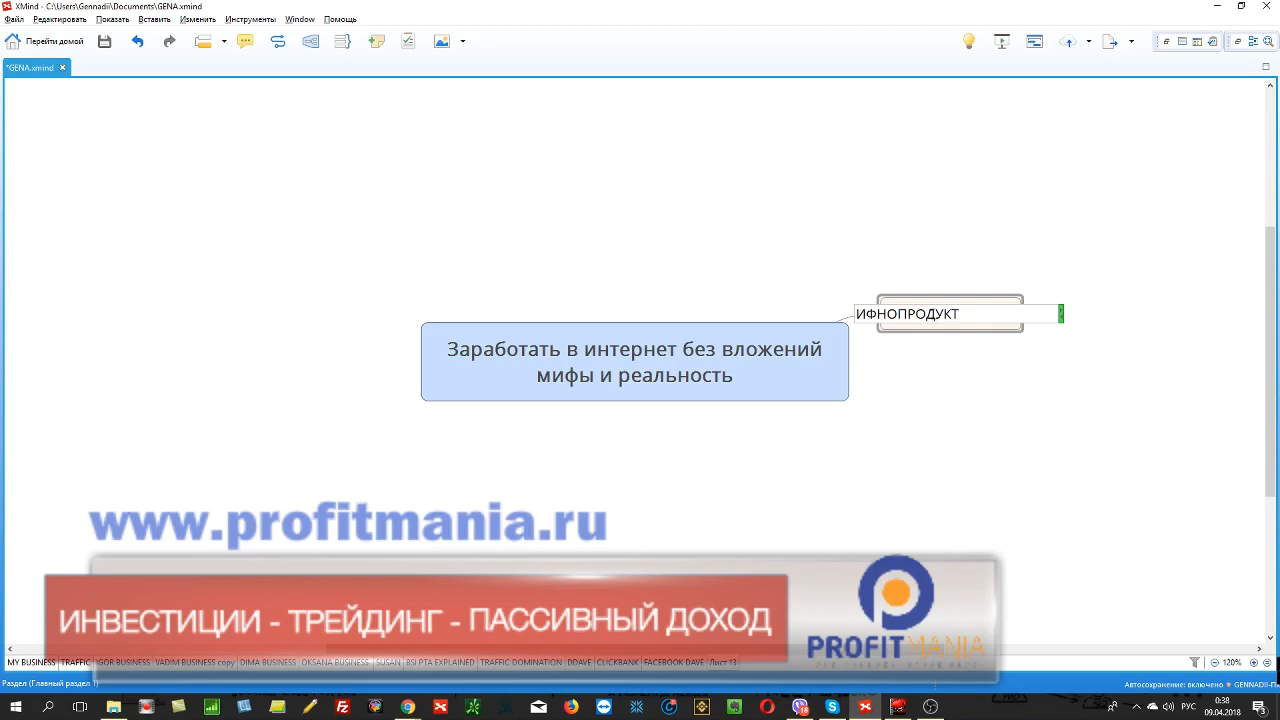 XMind - C:\Users\Gennadii\Documents\GENA.xmind
Файл Редактировать Показать Вставить Изменить Инструменты Window Помощь
Перейти домой
*GENA.xmind
ИФНОПРОДУКТ
Заработать в интернет без вложений
мифы и реальность
www.profitmania.ru
ИНВЕСТИЦИИ - ТРЕЙДИНГ - ПАССИВНЫЙ ДОХОД
PROFITMANIA
MY BUSINESS TRAFFIC IGOR BUSINESS VADIM BUSINESS copy DIMA BUSINESS OKSANA BUSINESS SUSAN BSI PTA EXPLAINED TRAFFIC DOMINATION DDAVE CLICKBANK FACEBOOK DAVE Лист 13
120%
Раздел (Главный раздел 1)
Автосохранение: включено GENNADII-
18
РУС
0:38
09.04.2018